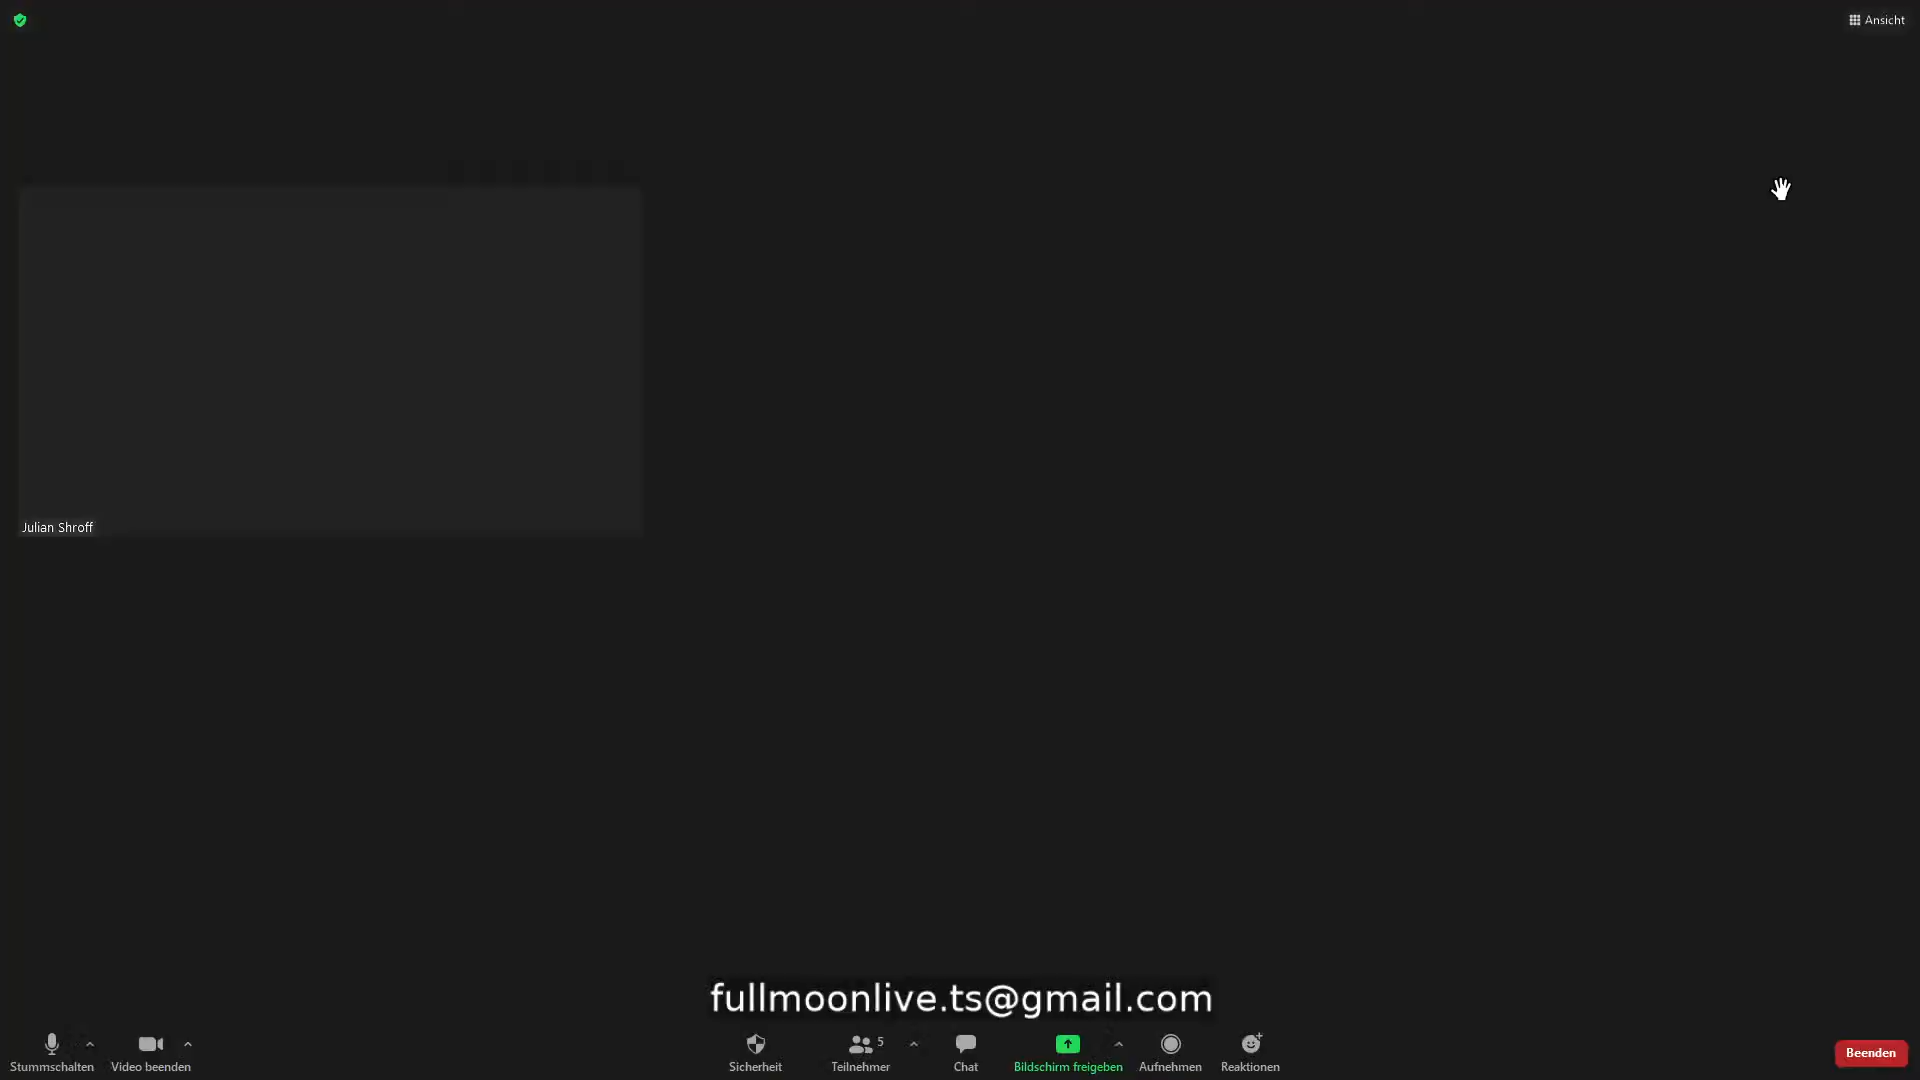 Ansicht
Julian Shroff
fullmoonlive.ts@gmail.com
Stummschalten
Video beenden
Sicherheit
Teilnehmer 5
Chat
Bildschirm freigeben
Aufnehmen
Reaktionen
Beenden